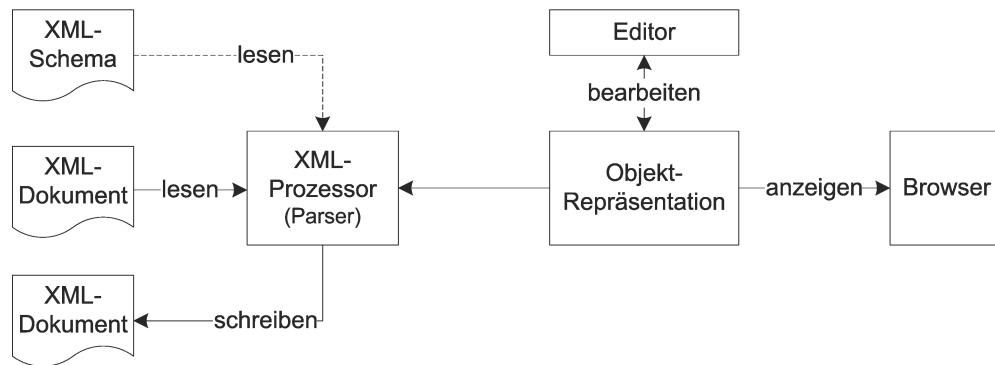 XML-
Schema
lesen
Editor
bearbeiten
XML-
Dokument
lesen
XML-
Prozessor
(Parser)
Objekt-
Repräsentation
anzeigen
Browser
XML-
Dokument
schreiben